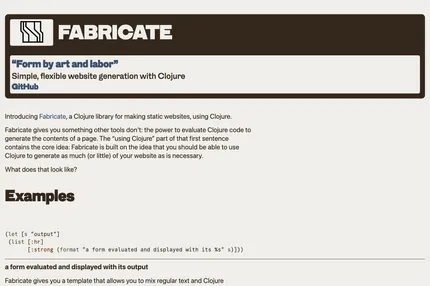 FABRICATE
“Form by art and labor”
Simple, flexible website generation with Clojure
GitHub
Introducing Fabricate, a Clojure library for making static websites, using Clojure.
Fabricate gives you something other tools don't: the power to evaluate Clojure code to
generate the contents of a page. The “using Clojure” part of that first sentence
contains the core idea: Fabricate is built on the idea that you should be able to use
Clojure to generate as much (or little) of your website as is necessary.
What does that look like?
Examples
(let [s "output"]
(list [:hr]
[:strong (format "a form evaluated and displayed with its %s" s)]))
a form evaluated and displayed with its output
Fabricate gives you a template that allows you to mix regular text and Clojure